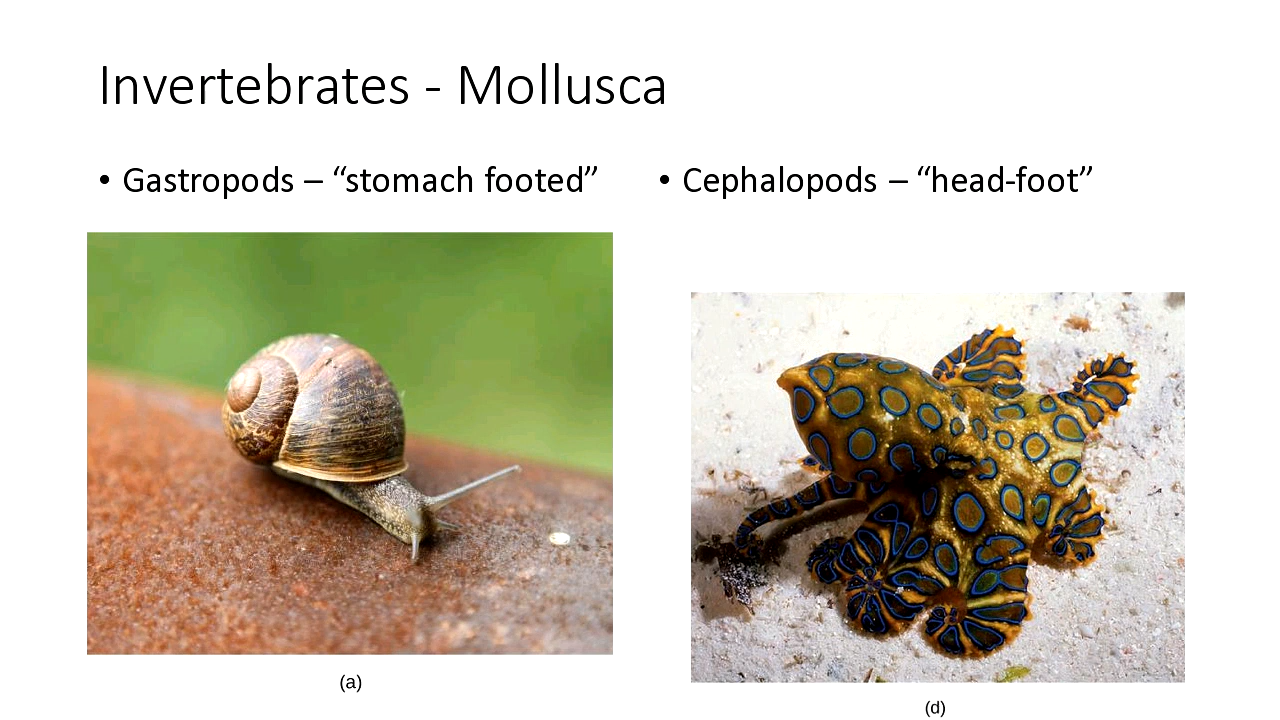 Invertebrates - Mollusca
• Gastropods – “stomach footed”
• Cephalopods – “head-foot”
(a)
(d)